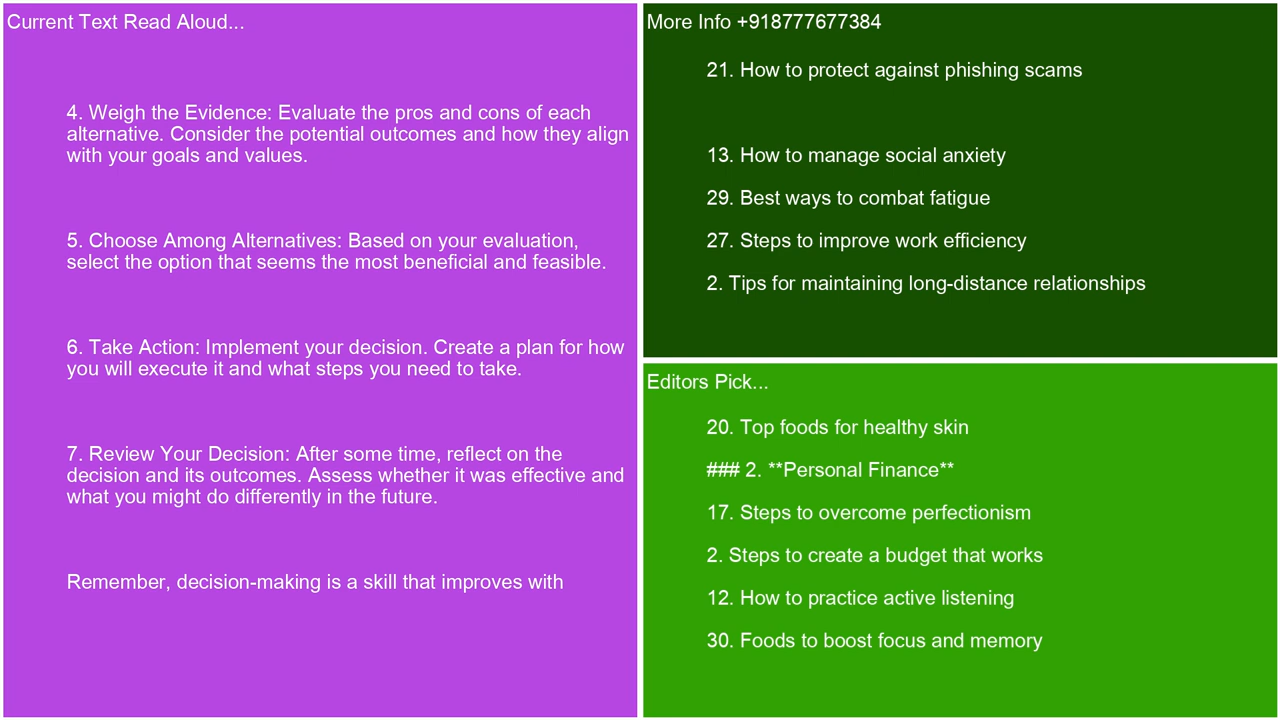 Current Text Read Aloud...
4. Weigh the Evidence: Evaluate the pros and cons of each
alternative. Consider the potential outcomes and how they align
with your goals and values.
5. Choose Among Alternatives: Based on your evaluation,
select the option that seems the most beneficial and feasible.
6. Take Action: Implement your decision. Create a plan for how
you will execute it and what steps you need to take.
7. Review Your Decision: After some time, reflect on the
decision and its outcomes. Assess whether it was effective and
what you might do differently in the future.
Remember, decision-making is a skill that improves with
More Info +918777677384
21. How to protect against phishing scams
13. How to manage social anxiety
29. Best ways to combat fatigue
27. Steps to improve work efficiency
2. Tips for maintaining long-distance relationships
Editors Pick...
20. Top foods for healthy skin
### 2. **Personal Finance**
17. Steps to overcome perfectionism
2. Steps to create a budget that works
12. How to practice active listening
30. Foods to boost focus and memory